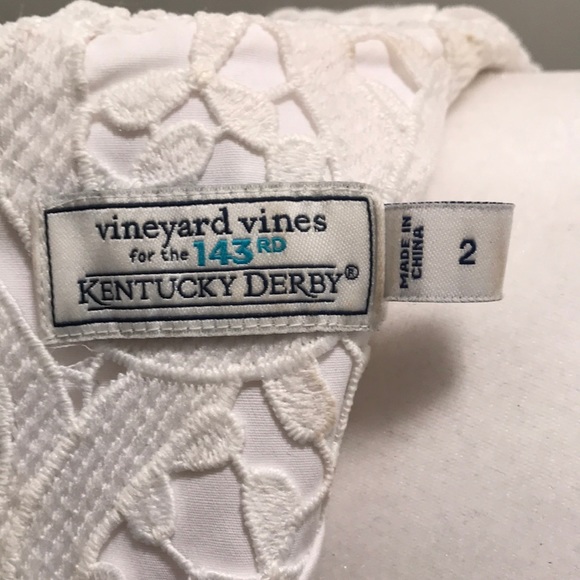 vineyard vines
for the 143RD
KENTUCKY DERBY®
MADE IN
CHINA
2